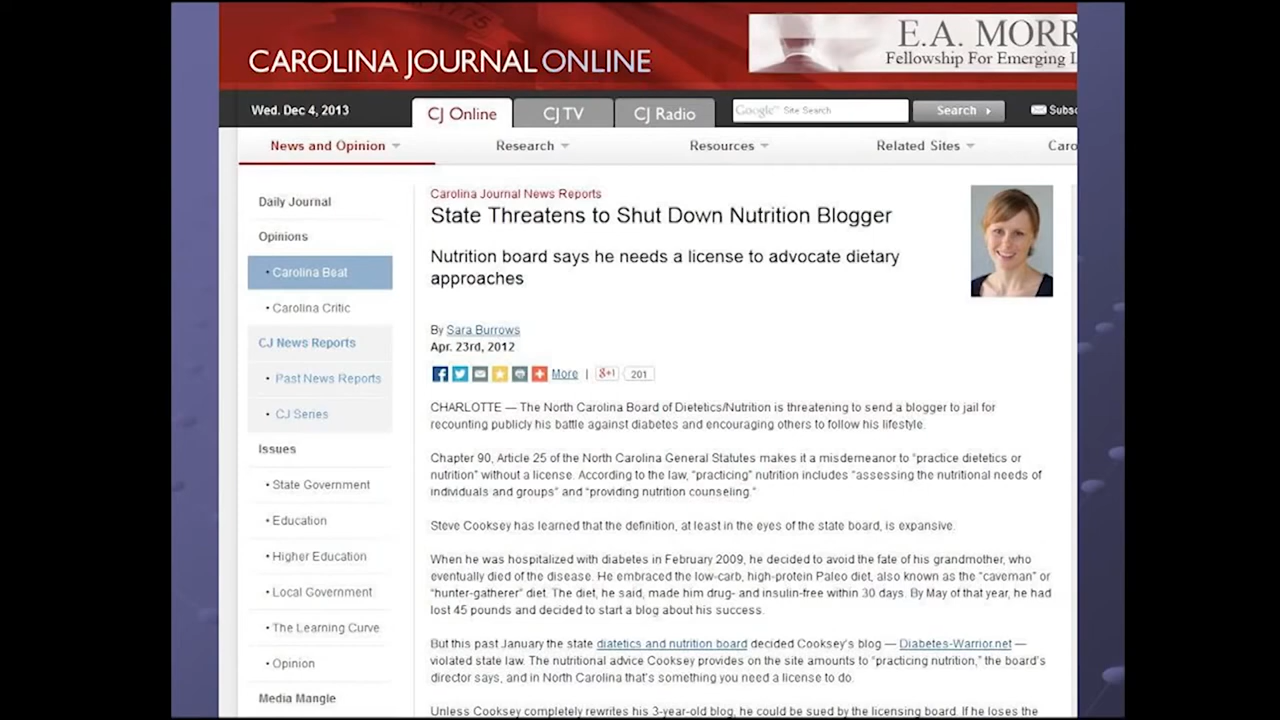 E.A. MORR
Fellowship For Emerging L
CAROLINA JOURNAL ONLINE
Wed. Dec 4, 2013
CJ Online
CJ TV
CJ Radio
Google™ Site Search
Search
Subsc
News and Opinion
Research
Resources
Related Sites
Caro
Daily Journal
Opinions
• Carolina Beat
• Carolina Critic
CJ News Reports
• Past News Reports
• CJ Series
Issues
• State Government
• Education
• Higher Education
• Local Government
• The Learning Curve
• Opinion
Media Mangle
Carolina Journal News Reports
State Threatens to Shut Down Nutrition Blogger
Nutrition board says he needs a license to advocate dietary
approaches
By Sara Burrows
Apr. 23rd, 2012
More | g+1 201
CHARLOTTE — The North Carolina Board of Dietetics/Nutrition is threatening to send a blogger to jail for
recounting publicly his battle against diabetes and encouraging others to follow his lifestyle.
Chapter 90, Article 25 of the North Carolina General Statutes makes it a misdemeanor to “practice dietetics or
nutrition” without a license. According to the law, “practicing” nutrition includes “assessing the nutritional needs of
individuals and groups” and “providing nutrition counseling.”
Steve Cooksey has learned that the definition, at least in the eyes of the state board, is expansive.
When he was hospitalized with diabetes in February 2009, he decided to avoid the fate of his grandmother, who
eventually died of the disease. He embraced the low-carb, high-protein Paleo diet, also known as the “caveman” or
“hunter-gatherer” diet. The diet, he said, made him drug- and insulin-free within 30 days. By May of that year, he had
lost 45 pounds and decided to start a blog about his success.
But this past January the state dietetics and nutrition board decided Cooksey’s blog — Diabetes-Warrior.net —
violated state law. The nutritional advice Cooksey provides on the site amounts to “practicing nutrition,” the board’s
director says, and in North Carolina that’s something you need a license to do.
Unless Cooksey completely rewrites his 3-year-old blog, he could be sued by the licensing board. If he loses the